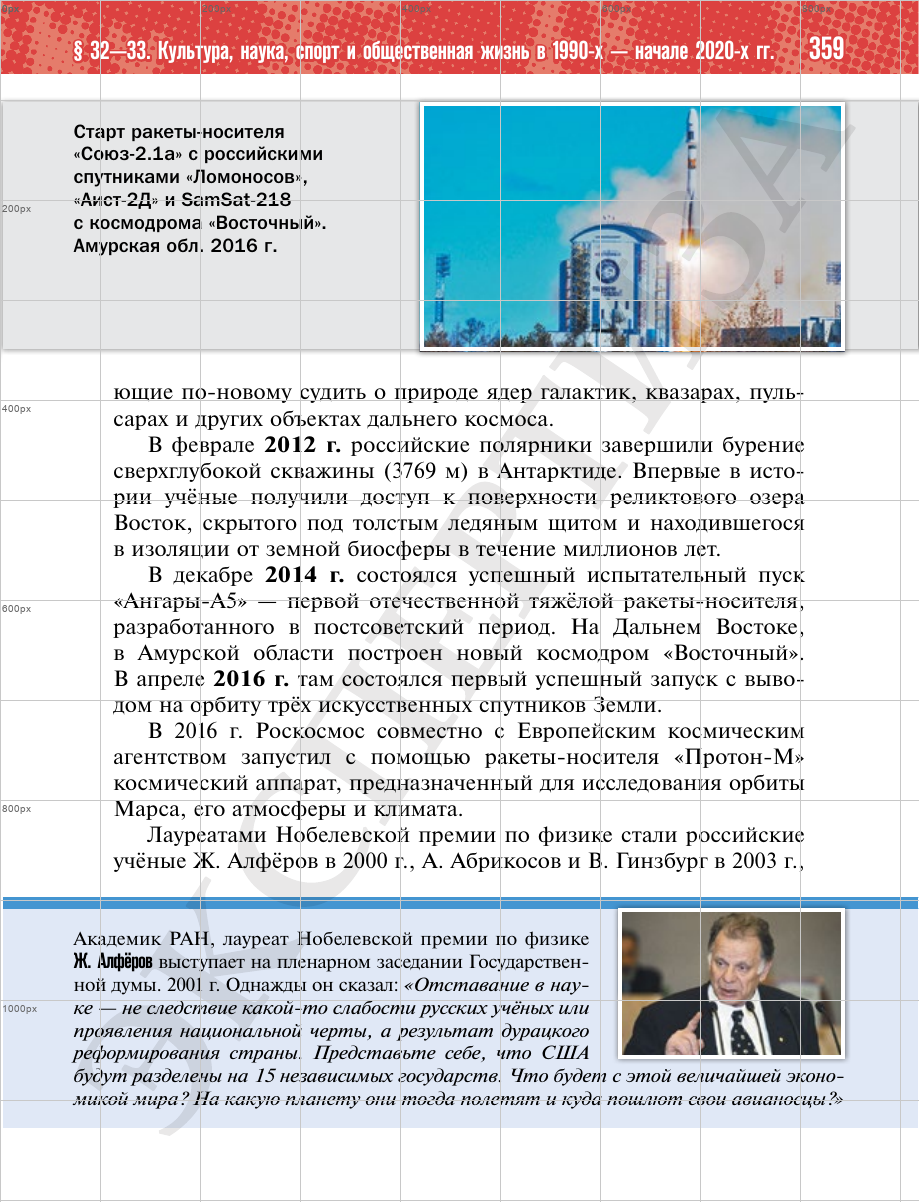 § 32—33. Культура, наука, спорт и общественная жизнь в 1990-х — начале 2020-х гг. 359
Старт ракеты-носителя
«Союз-2.1а» с российскими
спутниками «Ломоносов»,
«Аист-2Д» и SamSat-218
с космодрома «Восточный».
Амурская обл. 2016 г.
ющие по-новому судить о природе ядер галактик, квазарах, пуль-
сарах и других объектах дальнего космоса.
В феврале 2012 г. российские полярники завершили бурение
сверхглубокой скважины (3769 м) в Антарктиде. Впервые в исто-
рии учёные получили доступ к поверхности реликтового озера
Восток, скрытого под толстым ледяным щитом и находившегося
в изоляции от земной биосферы в течение миллионов лет.
В декабре 2014 г. состоялся успешный испытательный пуск
«Ангары-А5» — первой отечественной тяжёлой ракеты-носителя,
разработанного в постсоветский период. На Дальнем Востоке,
в Амурской области построен новый космодром «Восточный».
В апреле 2016 г. там состоялся первый успешный запуск с выво-
дом на орбиту трёх искусственных спутников Земли.
В 2016 г. Роскосмос совместно с Европейским космическим
агентством запустил с помощью ракеты-носителя «Протон-М»
космический аппарат, предназначенный для исследования орбиты
Марса, его атмосферы и климата.
Лауреатами Нобелевской премии по физике стали российские
учёные Ж. Алфёров в 2000 г., А. Абрикосов и В. Гинзбург в 2003 г.,
Академик РАН, лауреат Нобелевской премии по физике
Ж. Алфёров выступает на пленарном заседании Государствен-
ной думы. 2001 г. Однажды он сказал: «Отставание в нау-
ке — не следствие какой-то слабости русских учёных или
проявления национальной черты, а результат дурацкого
реформирования страны. Представьте себе, что США
будут разделены на 15 независимых государств. Что будет с этой величайшей эконо-
микой мира? На какую планету они тогда полетят и куда пошлют свои авианосцы?»
ЭКСПЕРТИЗА
200px
400px
600px
800px
1000px